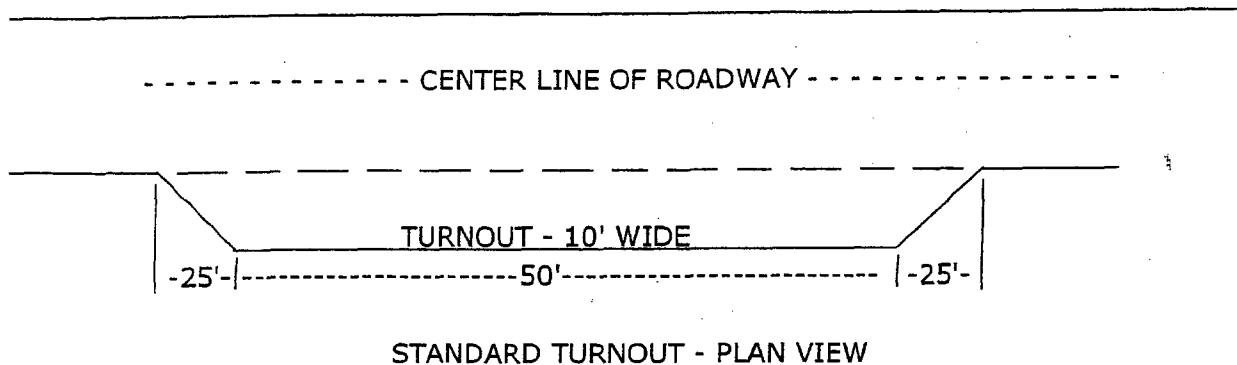 - - - - - - - - - - - - - CENTER LINE OF ROADWAY - - - - - - - - - - - - - - -
TURNOUT - 10' WIDE
-25'- -----------------------50'-------------------------- -25'-
STANDARD TURNOUT - PLAN VIEW